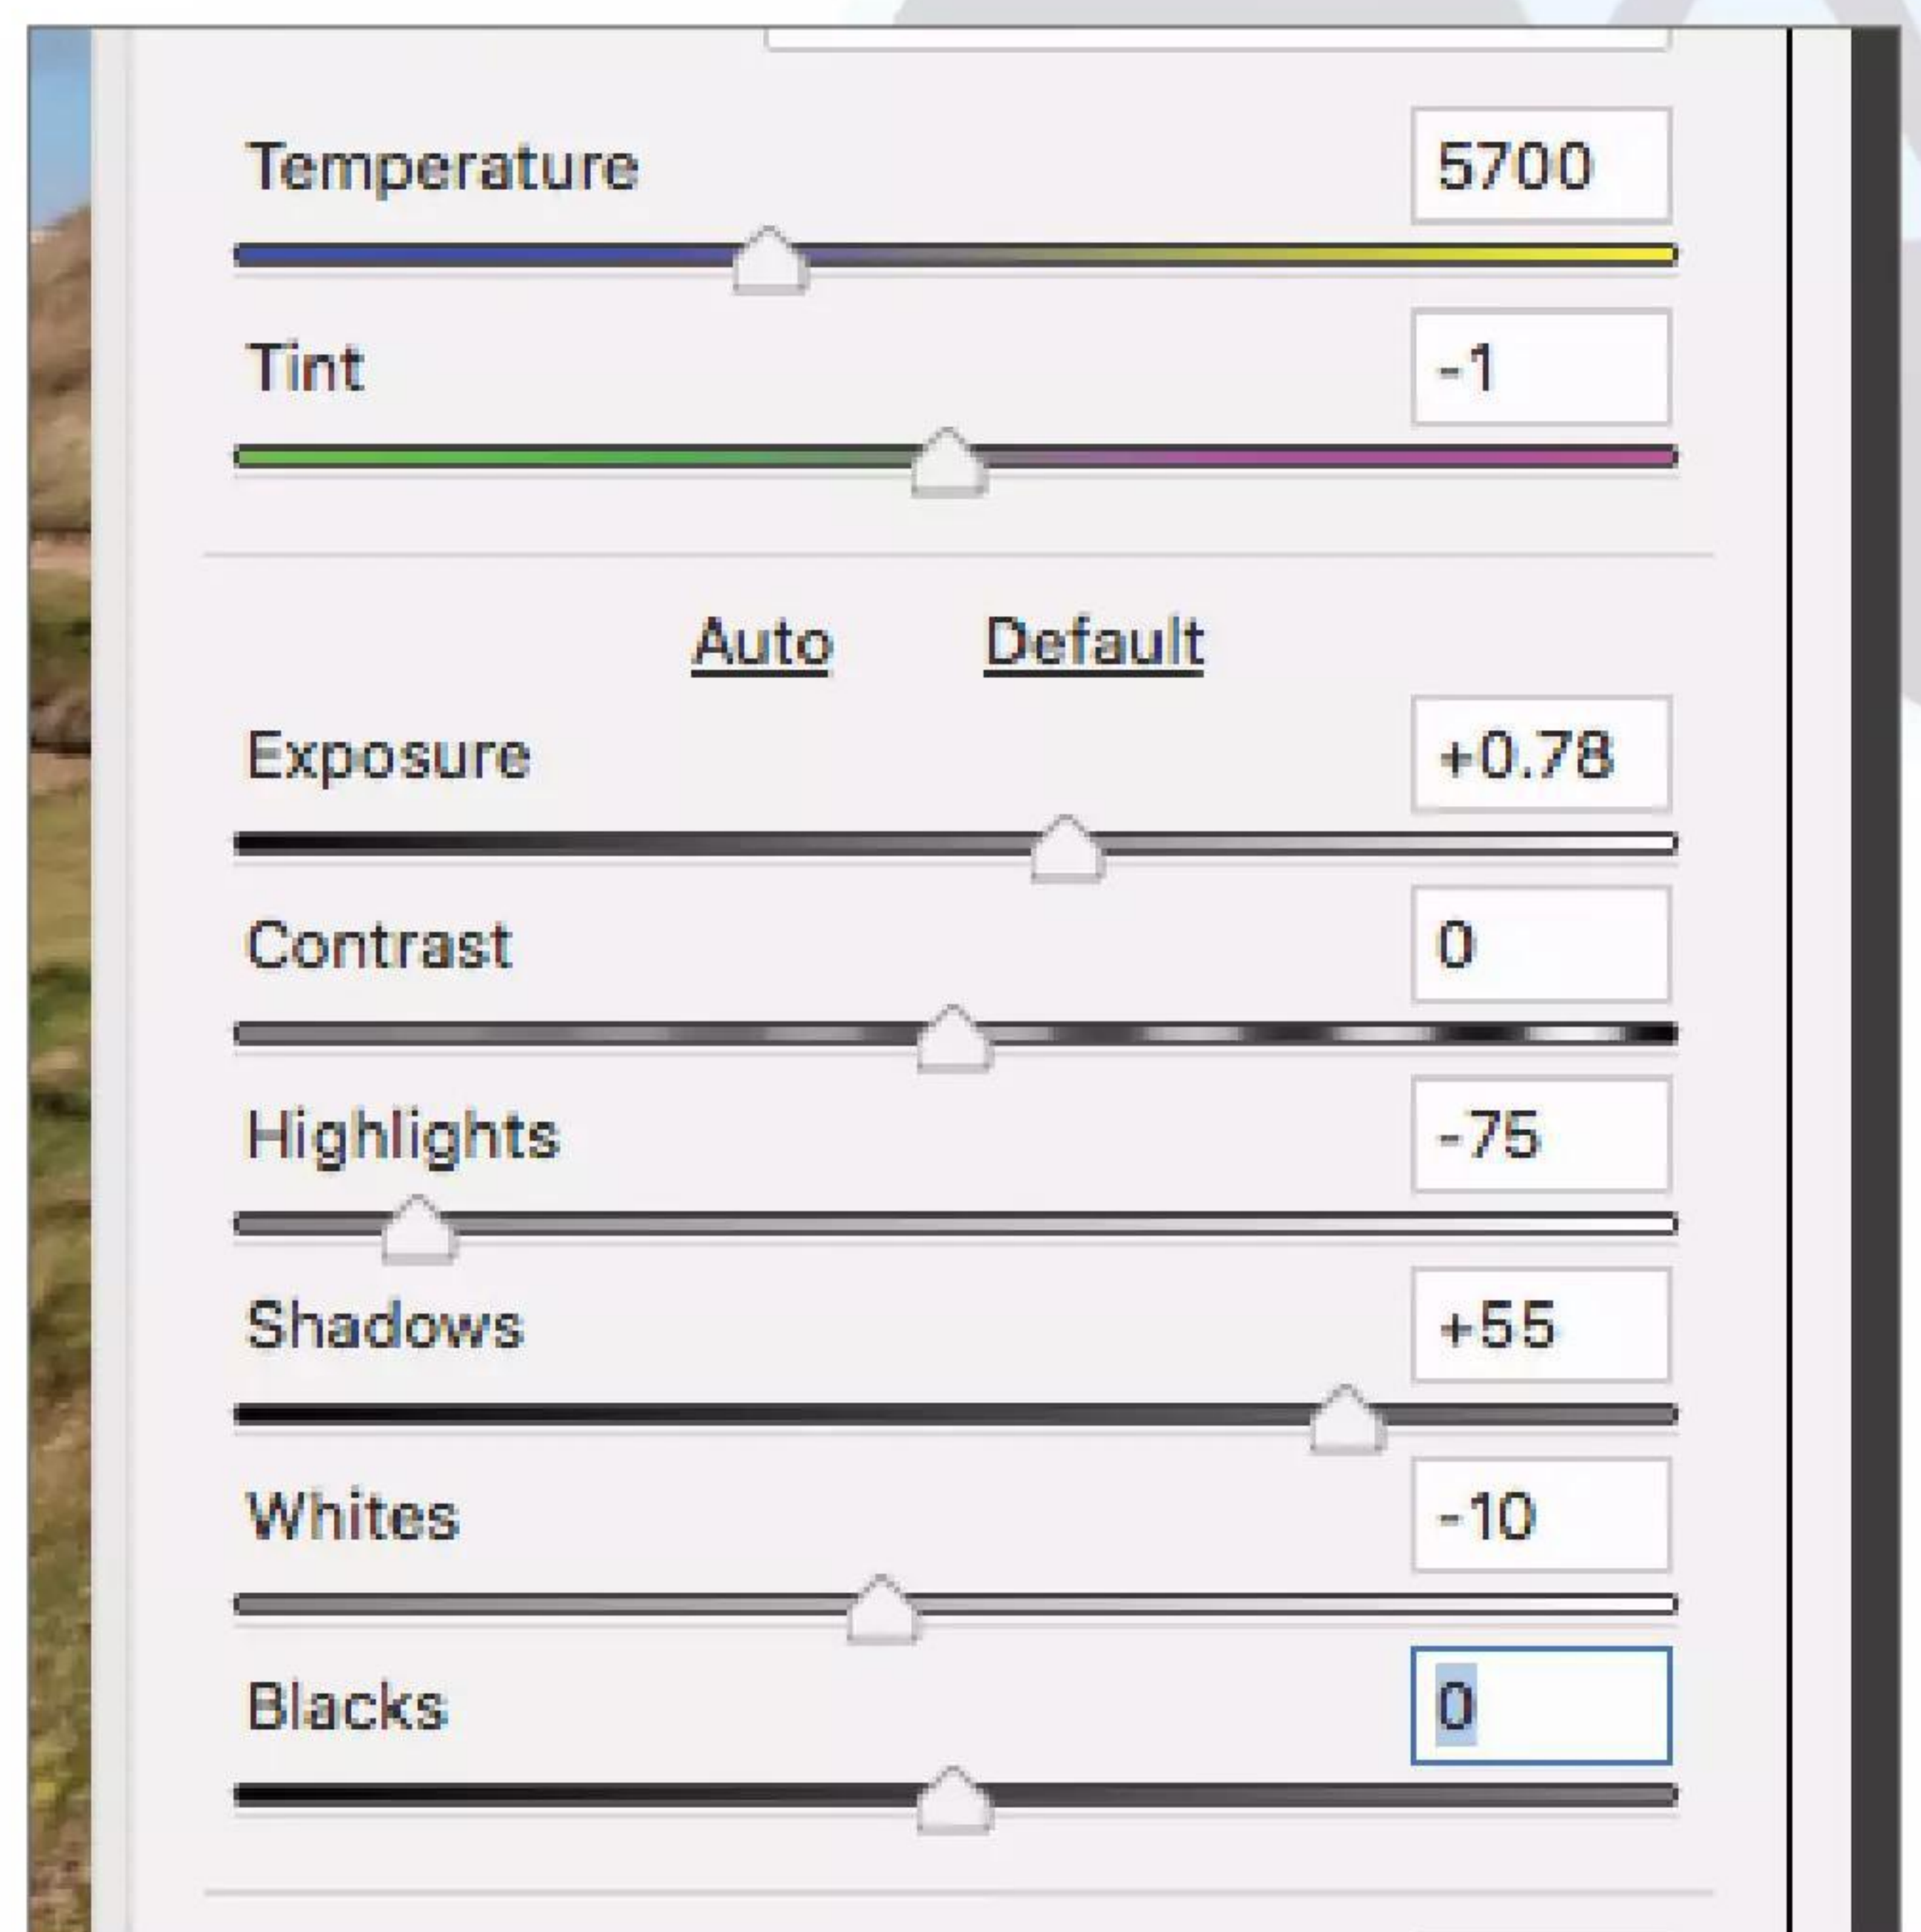 Temperature 5700
Tint -1
Auto Default
Exposure +0.78
Contrast 0
Highlights -75
Shadows +55
Whites -10
Blacks 0